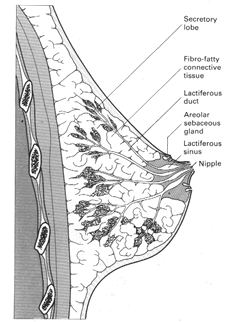 Secretory
lobe
Fibro-fatty
connective
tissue
Lactiferous
duct
Areolar
sebaceous
gland
Lactiferous
sinus
Nipple